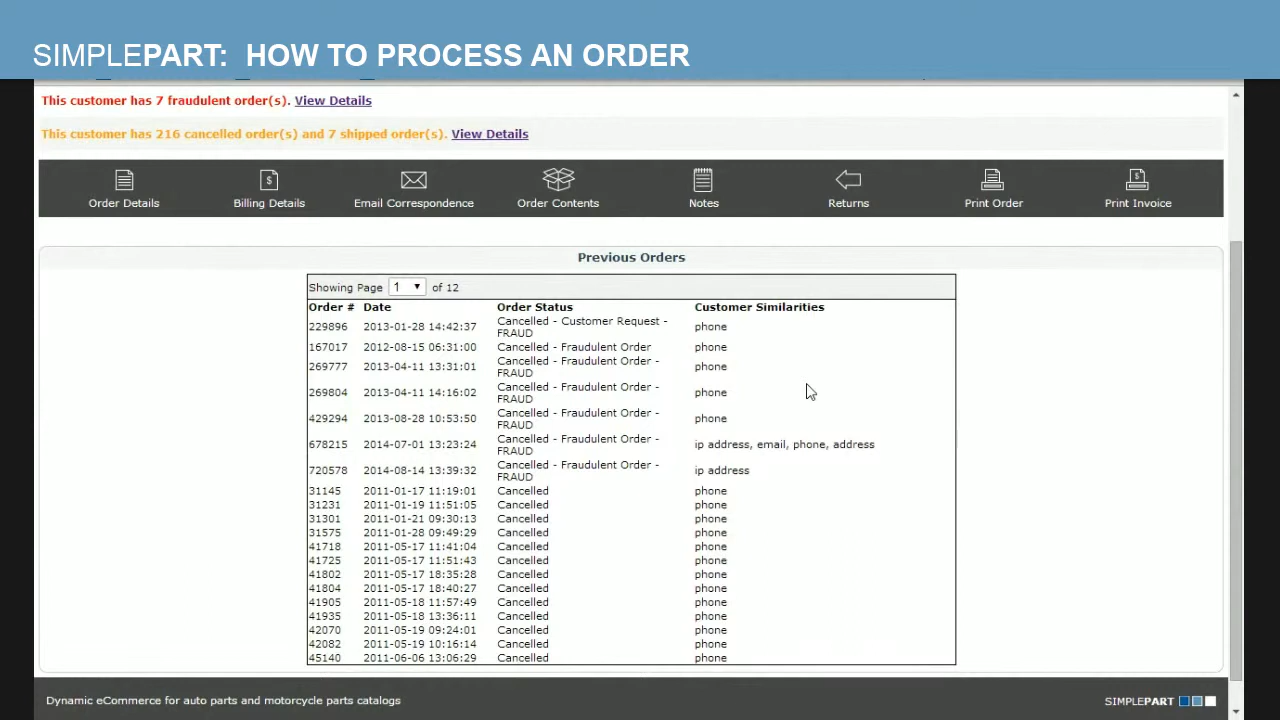 SIMPLEPART: HOW TO PROCESS AN ORDER
This customer has 7 fraudulent order(s). View Details
This customer has 216 cancelled order(s) and 7 shipped order(s). View Details
Order Details Billing Details Email Correspondence Order Contents Notes Returns Print Order Print Invoice
Previous Orders
Showing Page 1 of 12
Order # Date Order Status Customer Similarities
229896 2013-01-28 14:42:37 Cancelled - Customer Request - FRAUD phone
167017 2012-08-15 06:31:00 Cancelled - Fraudulent Order phone
269777 2013-04-11 13:31:01 Cancelled - Fraudulent Order - FRAUD phone
269804 2013-04-11 14:16:02 Cancelled - Fraudulent Order - FRAUD phone
429294 2013-08-28 10:53:50 Cancelled - Fraudulent Order - FRAUD phone
678215 2014-07-01 13:23:24 Cancelled - Fraudulent Order - FRAUD ip address, email, phone, address
720578 2014-08-14 13:39:32 Cancelled - Fraudulent Order - FRAUD ip address
31145 2011-01-17 11:19:01 Cancelled phone
31231 2011-01-19 11:51:05 Cancelled phone
31301 2011-01-21 09:30:13 Cancelled phone
31575 2011-01-28 09:49:29 Cancelled phone
41718 2011-05-17 11:41:04 Cancelled phone
41725 2011-05-17 11:51:43 Cancelled phone
41802 2011-05-17 18:35:28 Cancelled phone
41804 2011-05-17 18:40:27 Cancelled phone
41905 2011-05-18 11:57:49 Cancelled phone
41935 2011-05-18 13:36:11 Cancelled phone
42070 2011-05-19 09:24:01 Cancelled phone
42082 2011-05-19 10:16:14 Cancelled phone
45140 2011-06-06 13:06:29 Cancelled phone
Dynamic eCommerce for auto parts and motorcycle parts catalogs SIMPLEPART